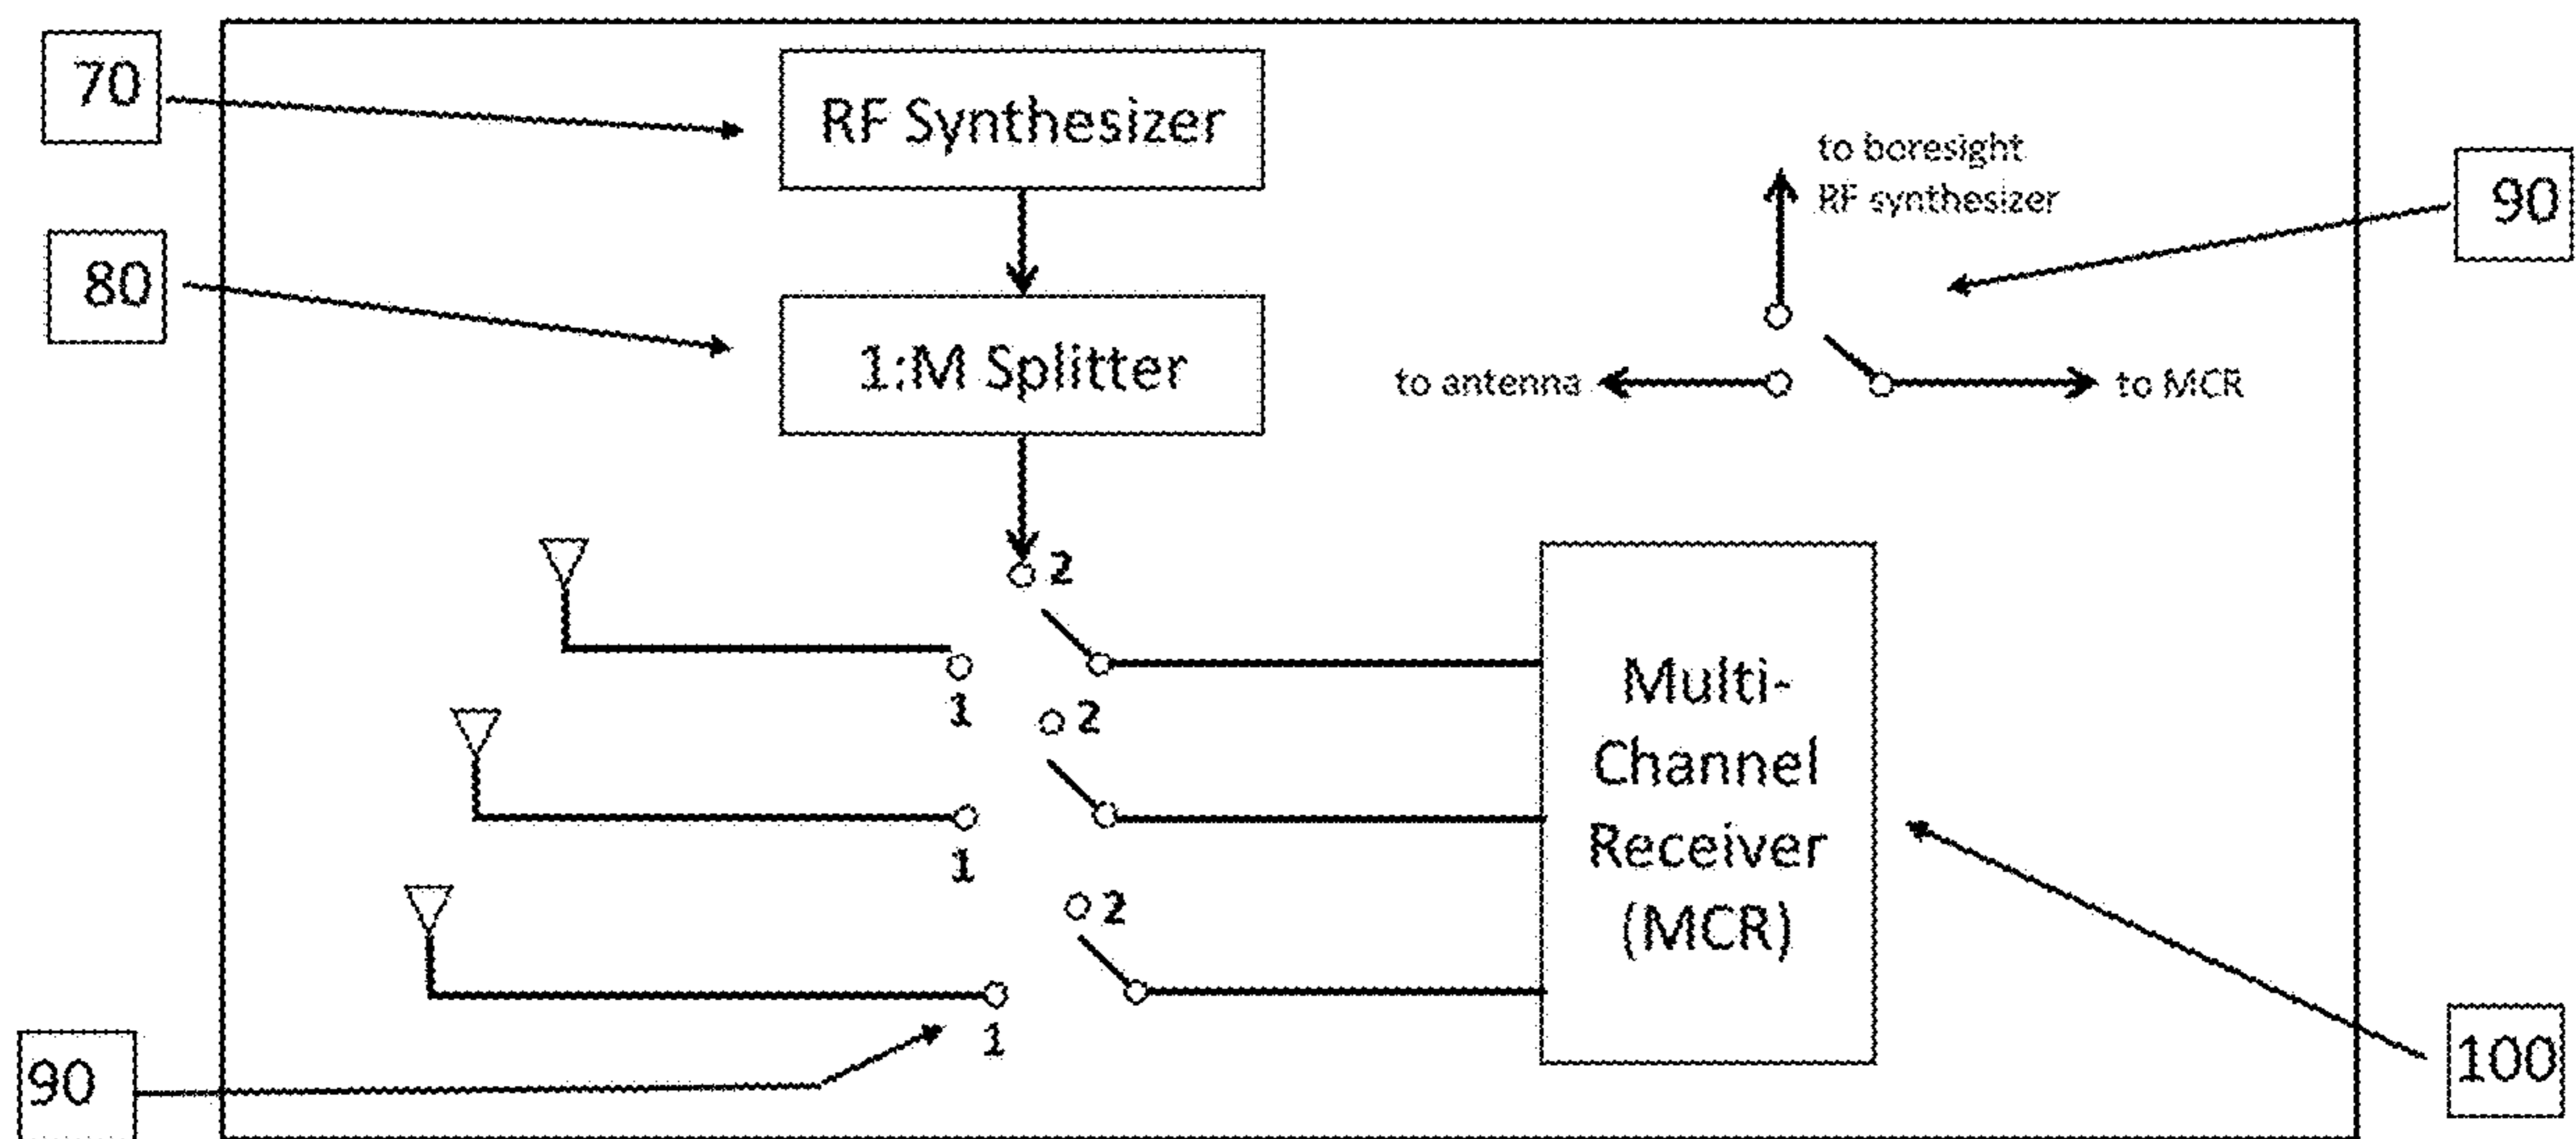 70
RF Synthesizer
to boresight
RF synthesizer
90
80
1:M Splitter
to antenna
to MCR
2
1
2
1
2
1
Multi-
Channel
Receiver
(MCR)
90
100